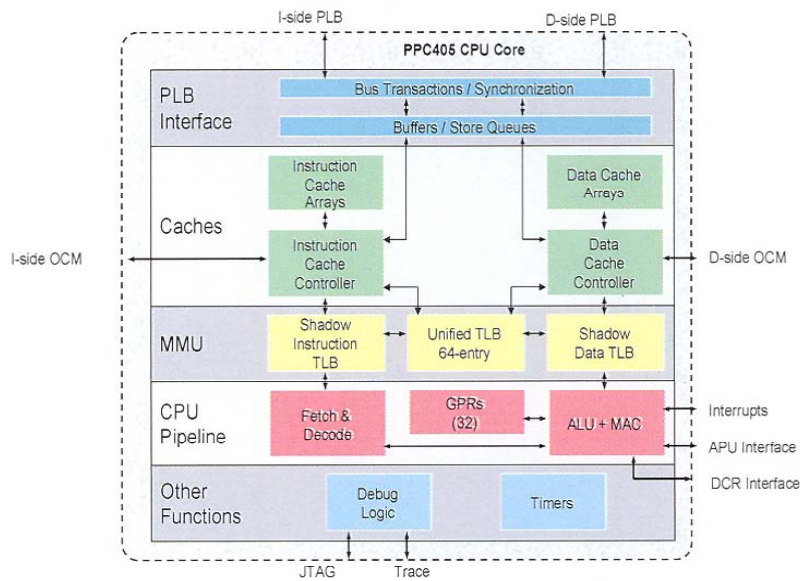 I-side PLB
D-side PLB
PPC405 CPU Core
PLB
Interface
Bus Transactions / Synchronization
Buffers / Store Queues
Caches
Instruction
Cache
Arrays
Data Cache
Arrays
I-side OCM
Instruction
Cache
Controller
Data
Cache
Controller
D-side OCM
MMU
Shadow
Instruction
TLB
Unified TLB
64-entry
Shadow
Data TLB
CPU
Pipeline
Fetch &
Decode
GPRs
(32)
ALU + MAC
Interrupts
APU Interface
DCR Interface
Other
Functions
Debug
Logic
Timers
JTAG
Trace